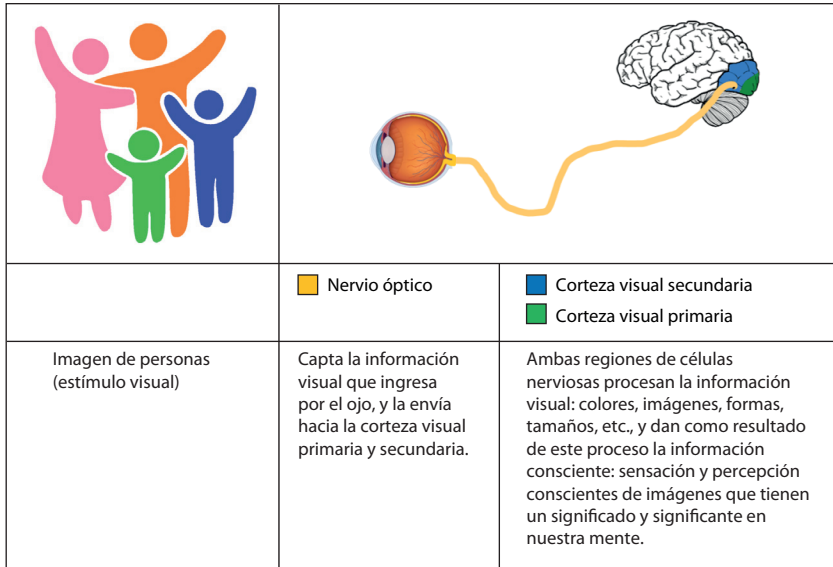 Nervio óptico
Corteza visual secundaria
Corteza visual primaria
Imagen de personas
(estímulo visual)
Capta la información
visual que ingresa
por el ojo, y la envía
hacia la corteza visual
primaria y secundaria.
Ambas regiones de células
nerviosas procesan la información
visual: colores, imágenes, formas,
tamaños, etc., y dan como resultado
de este proceso la información
consciente: sensación y percepción
conscientes de imágenes que tienen
un significado y significante en
nuestra mente.